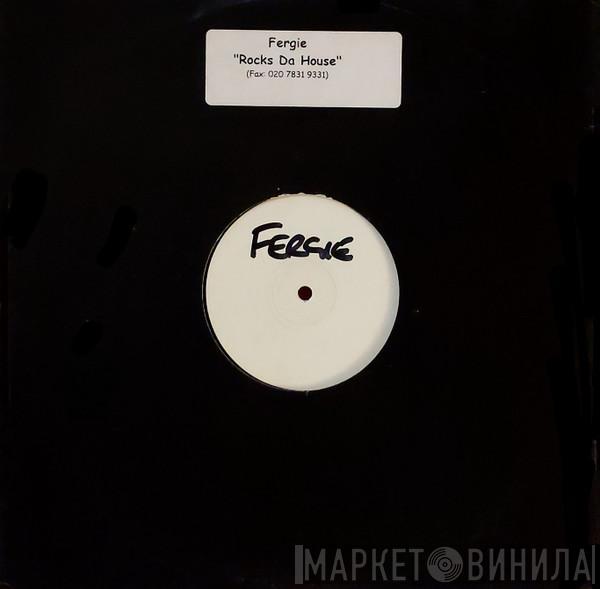 Fergie
"Rocks Da House"
(Fax: 020 7831 9331)
FERGIE
МАРКЕТ ВИНИЛА